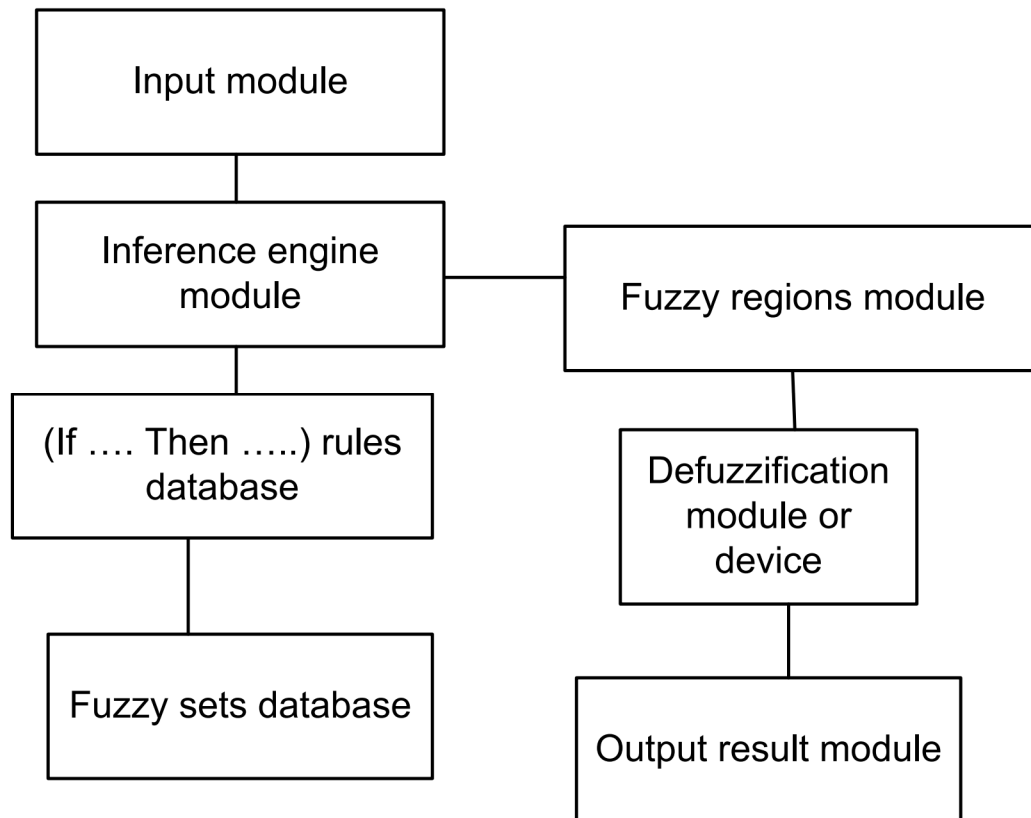 Input module
Inference engine
module
Fuzzy regions module
(If .... Then .....) rules
database
Defuzzification
module or
device
Fuzzy sets database
Output result module